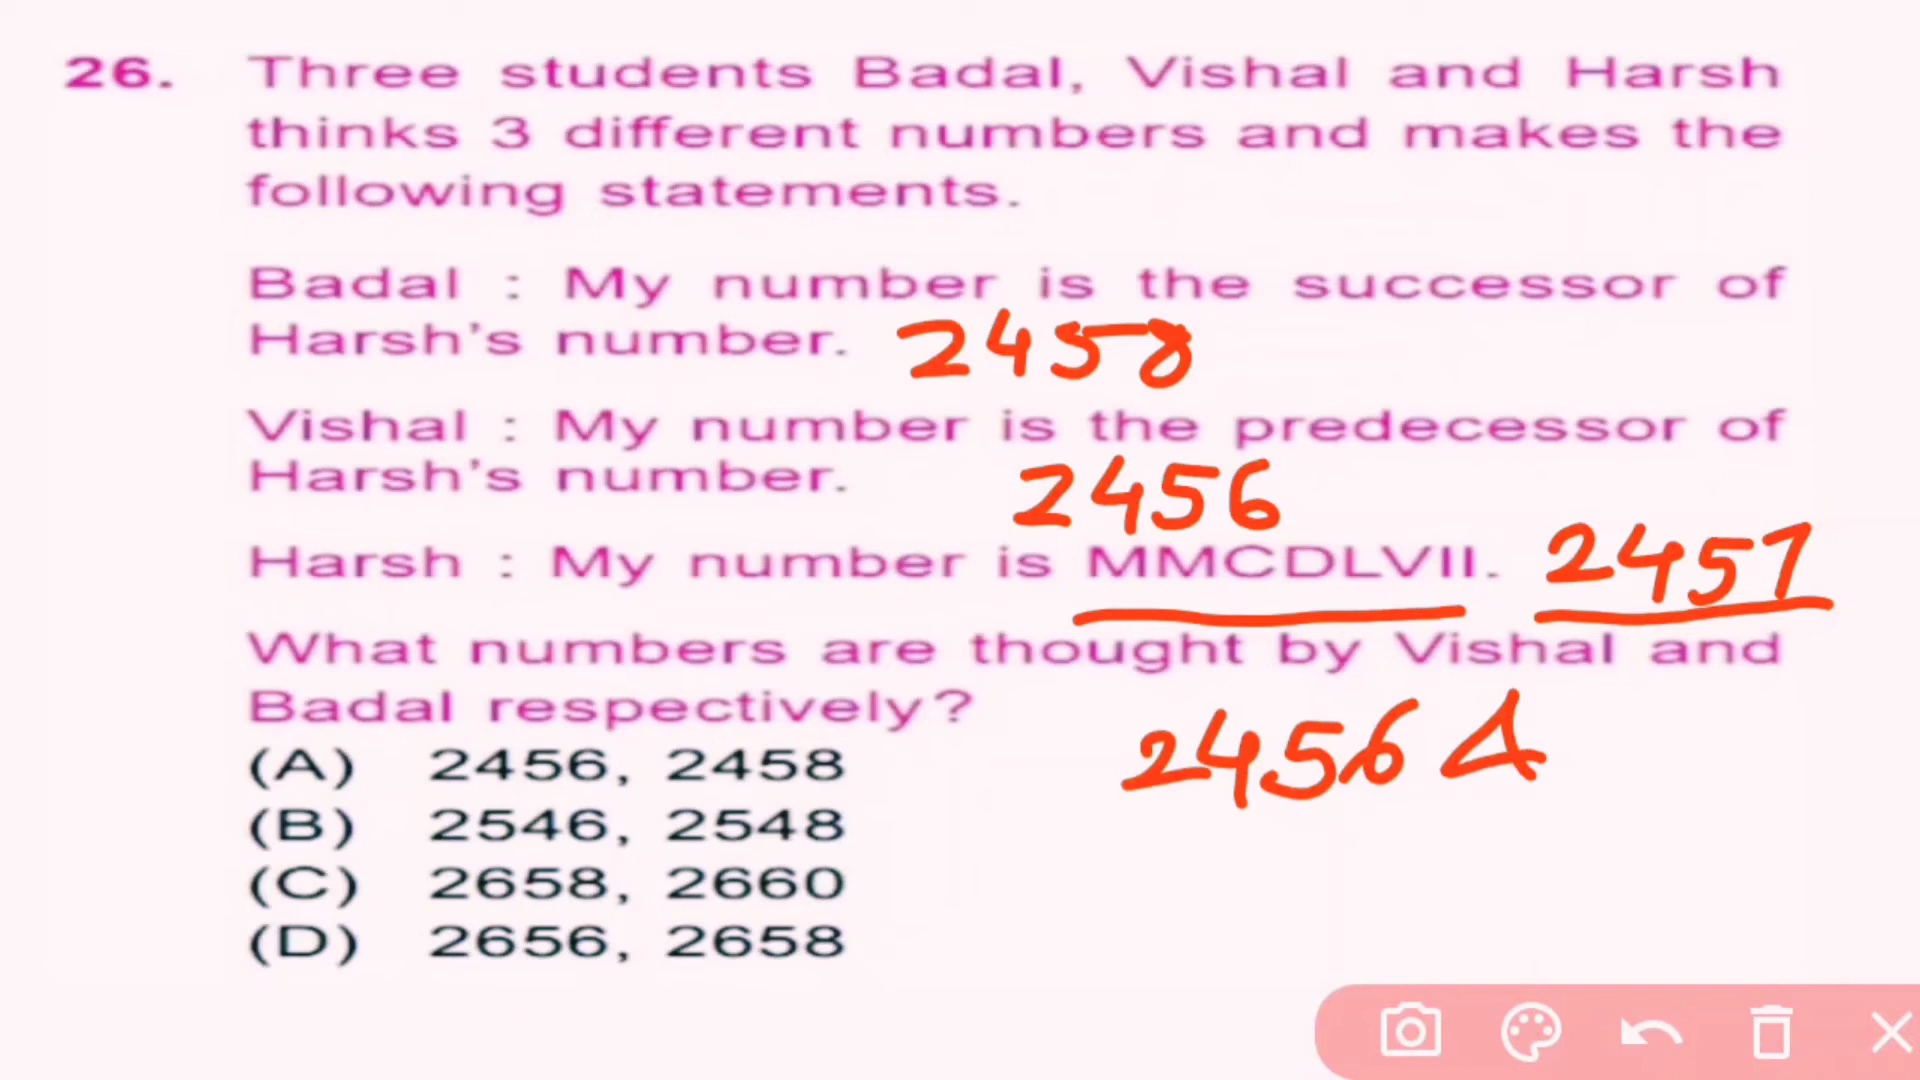 26. Three students Badal, Vishal and Harsh
thinks 3 different numbers and makes the
following statements.
Badal : My number is the successor of
Harsh's number. 2458
Vishal : My number is the predecessor of
Harsh's number. 2456
Harsh : My number is MMCDLVII. 2457
What numbers are thought by Vishal and
Badal respectively?
2456 A
(A) 2456, 2458
(B) 2546, 2548
(C) 2658, 2660
(D) 2656, 2658